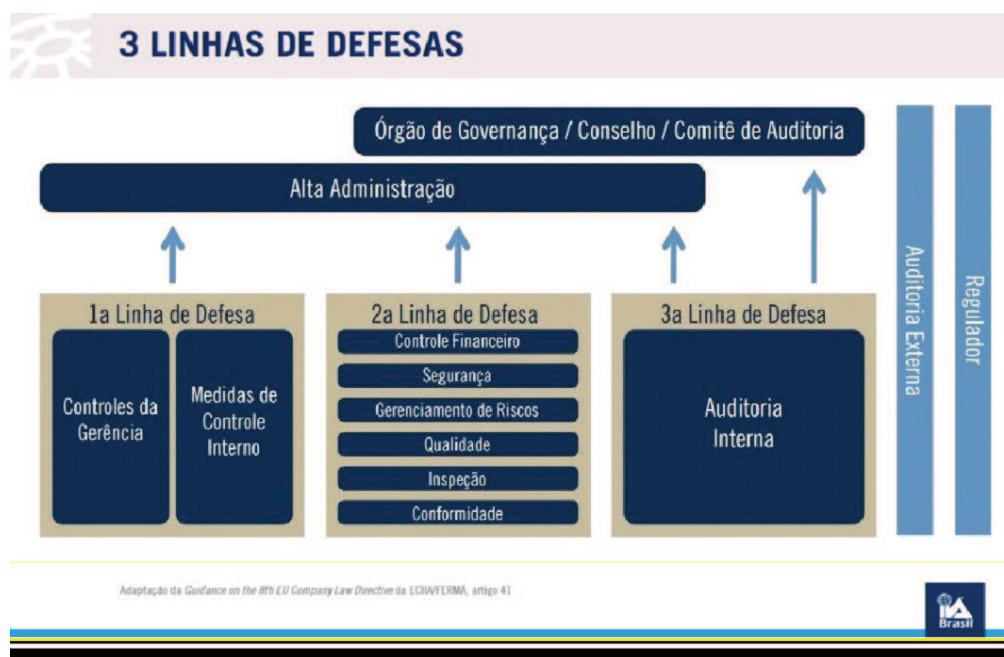 3 LINHAS DE DEFESAS
Órgão de Governança / Conselho / Comitê de Auditoria
Alta Administração
1a Linha de Defesa
Controles da
Gerência
Medidas de
Controle
Interno
2a Linha de Defesa
Controle Financeiro
Segurança
Gerenciamento de Riscos
Qualidade
Inspeção
Conformidade
3a Linha de Defesa
Auditoria
Interna
Auditoria Externa
Regulador
Adaptação da Guidance on the 8th EU Company Law Directive da ECIIA/FERMA, artigo 41
IIA
Brasil